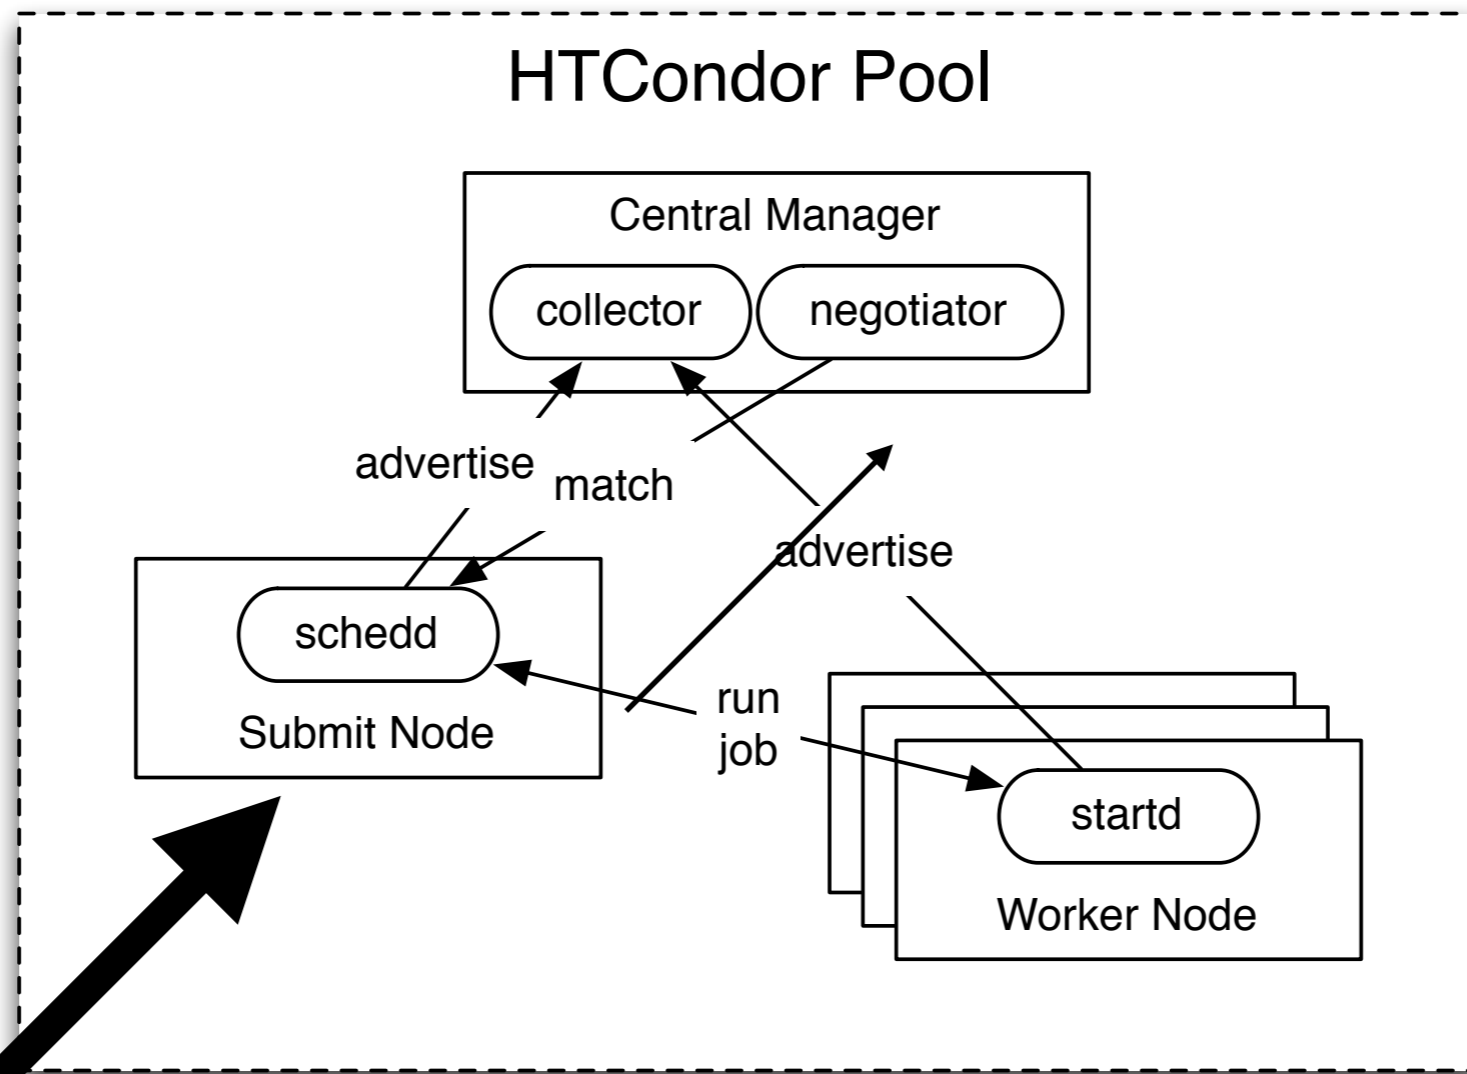 HTCondor Pool
Central Manager
collector
negotiator
advertise
match
advertise
schedd
Submit Node
run
job
startd
Worker Node